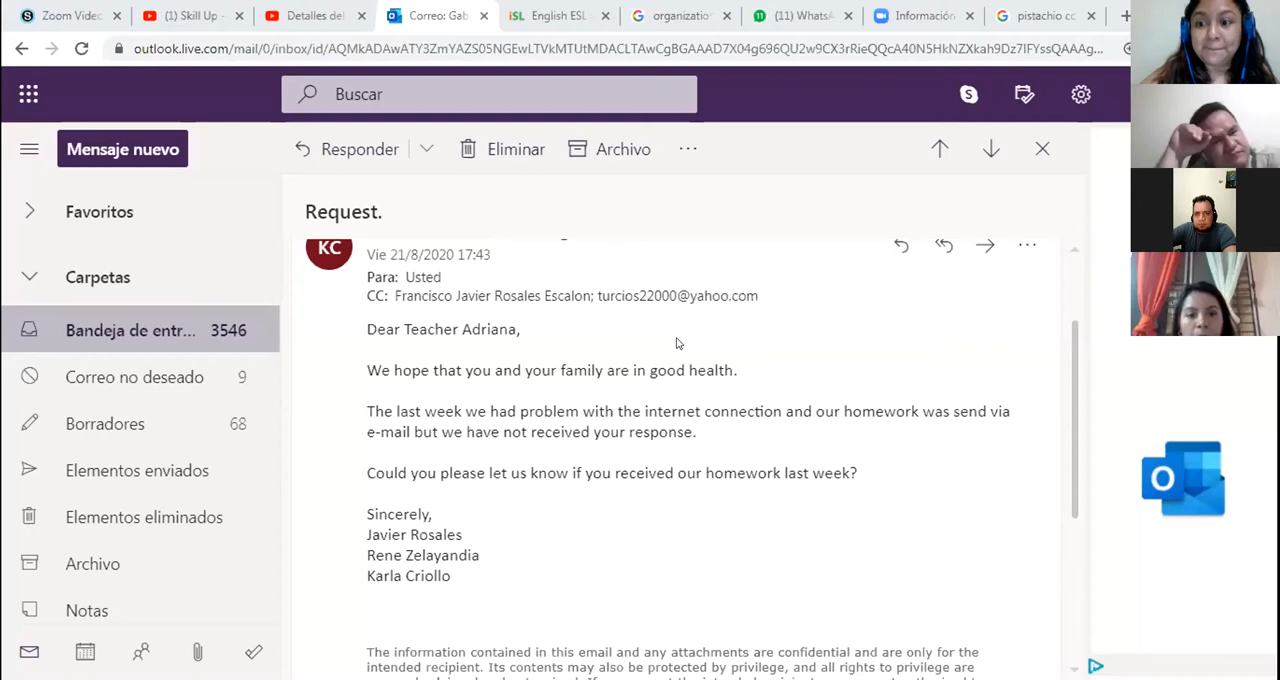 Zoom Video
(1) Skill Up -
Detalles del
Correo: Gab
iSL English ESL
organizatio
(11) WhatsA
Información
pistachio cc
outlook.live.com/mail/0/inbox/id/
Buscar
Mensaje nuevo
Responder
Eliminar
Archivo
Favoritos
Request.
Carpetas
KC
Vie 21/8/2020 17:43
Para: Usted
CC: Francisco Javier Rosales Escalon; turcios22000@yahoo.com
Bandeja de entr... 3546
Dear Teacher Adriana,
Correo no deseado 9
We hope that you and your family are in good health.
Borradores 68
The last week we had problem with the internet connection and our homework was send via
e-mail but we have not received your response.
Elementos enviados
Could you please let us know if you received our homework last week?
Elementos eliminados
Sincerely,
Javier Rosales
Rene Zelayandia
Archivo
Karla Criollo
Notas
The information contained in this email and any attachments are confidential and are only for the
intended recipient. Its contents may also be protected by privilege, and all rights to privilege are